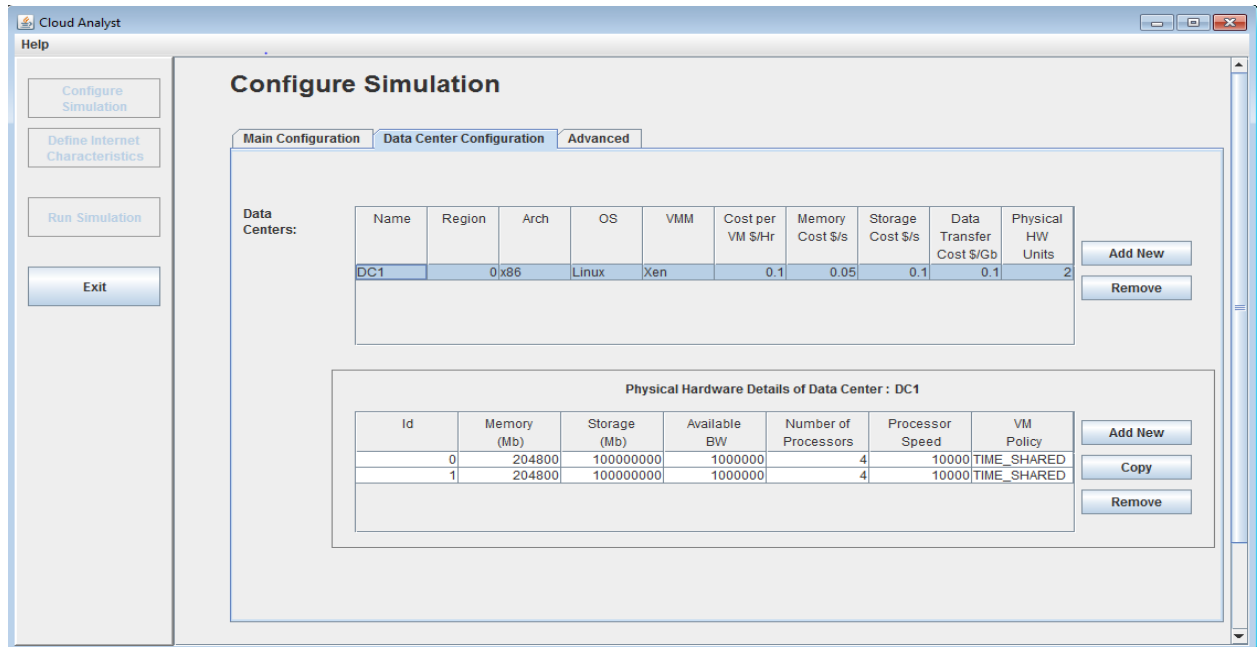 Cloud Analyst
Help
Configure
Simulation
Define Internet
Characteristics
Run Simulation
Exit
Configure Simulation
Main Configuration Data Center Configuration Advanced
Data
Centers:
Name Region Arch OS VMM Cost per VM $/Hr Memory Cost $/s Storage Cost $/s Data Transfer Cost $/Gb Physical HW Units
DC1 0 x86 Linux Xen 0.1 0.05 0.1 0.1 2
Add New
Remove
Physical Hardware Details of Data Center : DC1
Id Memory (Mb) Storage (Mb) Available BW Number of Processors Processor Speed VM Policy
0 204800 100000000 1000000 4 10000 TIME_SHARED
1 204800 100000000 1000000 4 10000 TIME_SHARED
Add New
Copy
Remove